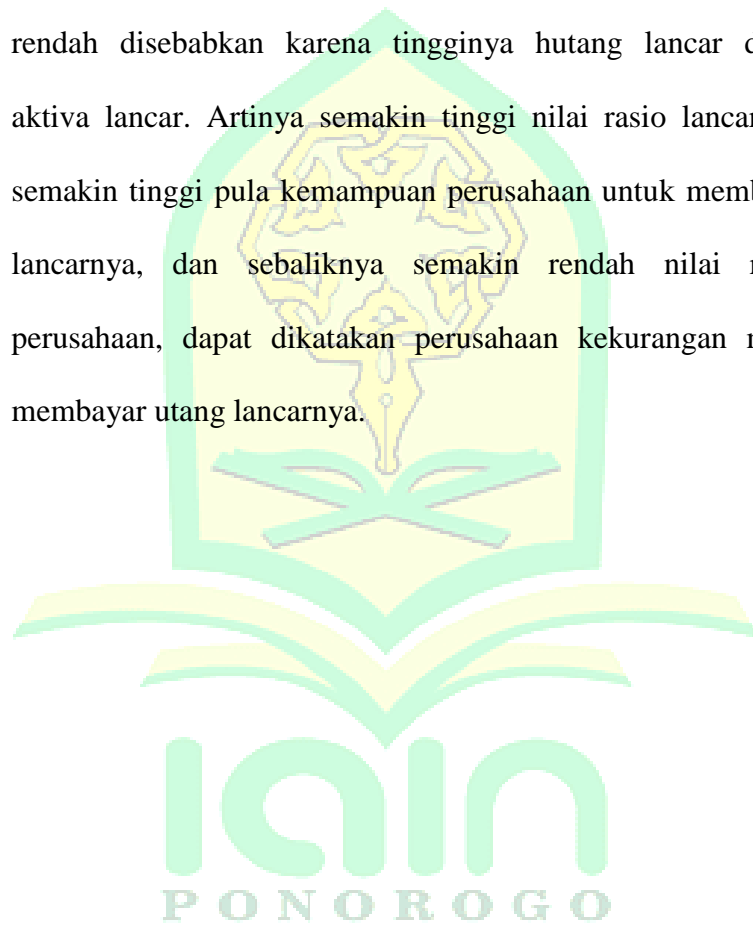 rendah disebabkan karena tingginya hutang lancar
aktiva lancar. Artinya semakin tinggi nilai rasio lancar
semakin tinggi pula kemampuan perusahaan untuk
lancarnya, dan sebaliknya semakin rendah nilai
perusahaan, dapat dikatakan perusahaan kekurangan
membayar utang lancarnya.
iain
PONOROGO